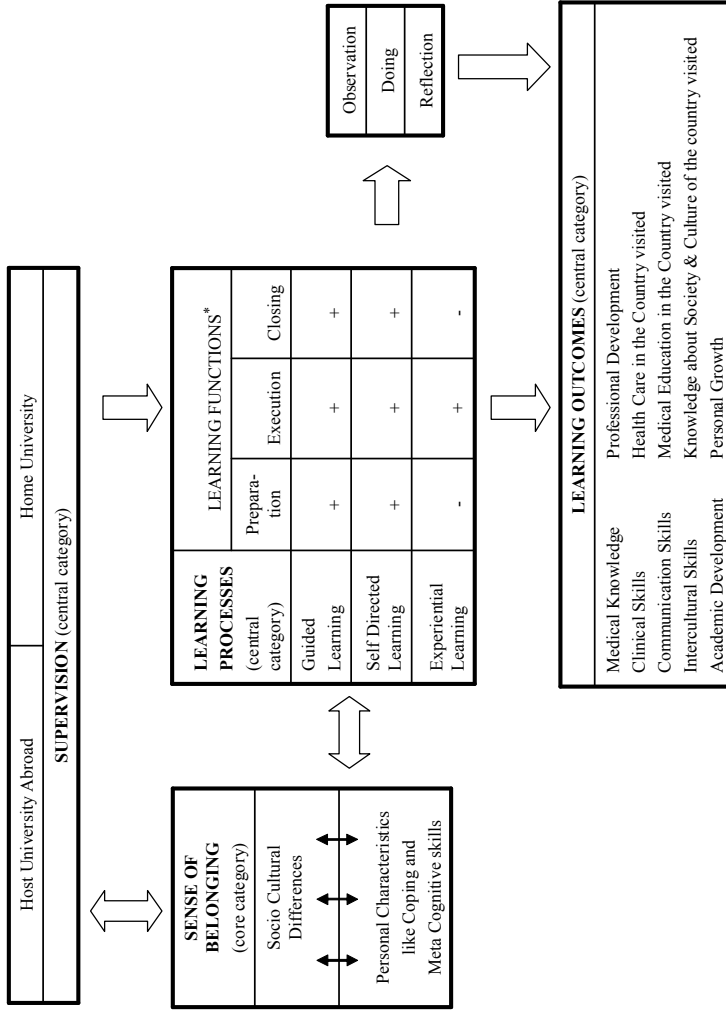 Host University Abroad
Home University
SUPERVISION (central category)
SENSE OF
BELONGING
(core category)
Socio Cultural
Differences
Personal Characteristics
like Coping and
Meta Cognitive skills
LEARNING
PROCESSES
(central
category)
LEARNING FUNCTIONS*
Prepara-
tion
Execution
Closing
Guided
Learning
+
+
+
Self Directed
Learning
+
+
+
Experiential
Learning
-
+
-
Observation
Doing
Reflection
LEARNING OUTCOMES (central category)
Medical Knowledge
Clinical Skills
Communication Skills
Intercultural Skills
Academic Development
Professional Development
Health Care in the Country visited
Medical Education in the Country visited
Knowledge about Society & Culture of the country visited
Personal Growth